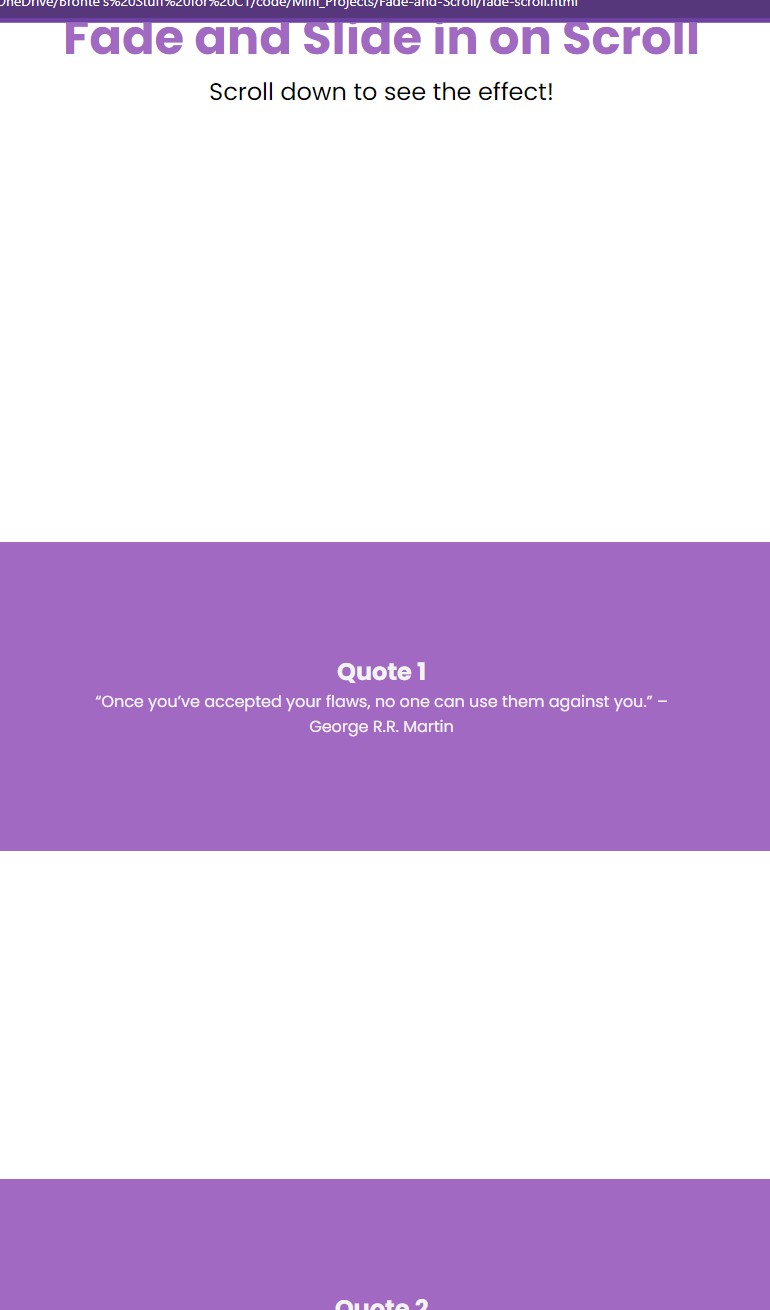 OneDrive/Bronte's%20Stuff%20for%20CT/code/Mini_Projects/Fade-and-Scroll/fade-scroll.html
Fade and Slide in on Scroll
Scroll down to see the effect!
Quote 1
“Once you’ve accepted your flaws, no one can use them against you.” –
George R.R. Martin
Quote 2